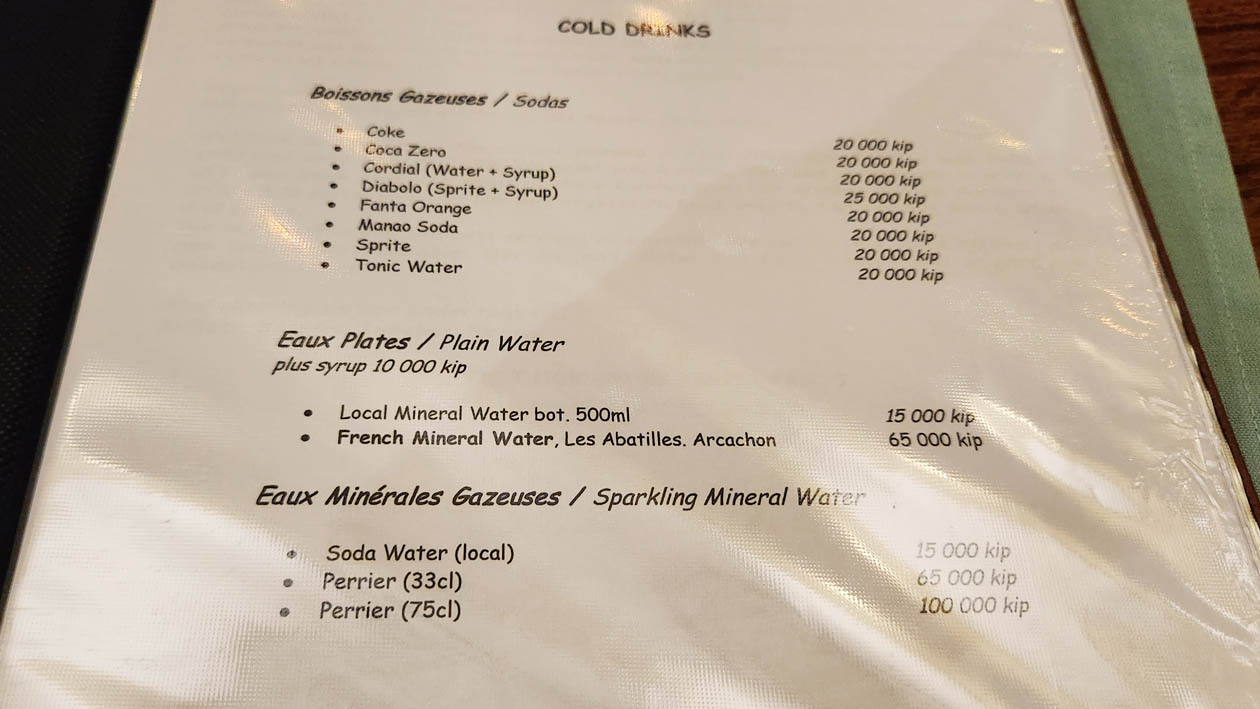 COLD DRINKS
Boissons Gazeuses / Sodas
• Coke 20 000 kip
• Coca Zero 20 000 kip
• Cordial (Water + Syrup) 20 000 kip
• Diabolo (Sprite + Syrup) 25 000 kip
• Fanta Orange 20 000 kip
• Manao Soda 20 000 kip
• Sprite 20 000 kip
• Tonic Water 20 000 kip
Eaux Plates / Plain Water
plus syrup 10 000 kip
• Local Mineral Water bot. 500ml 15 000 kip
• French Mineral Water, Les Abatilles. Arcachon 65 000 kip
Eaux Minérales Gazeuses / Sparkling Mineral Water
• Soda Water (local) 15 000 kip
• Perrier (33cl) 65 000 kip
• Perrier (75cl) 100 000 kip